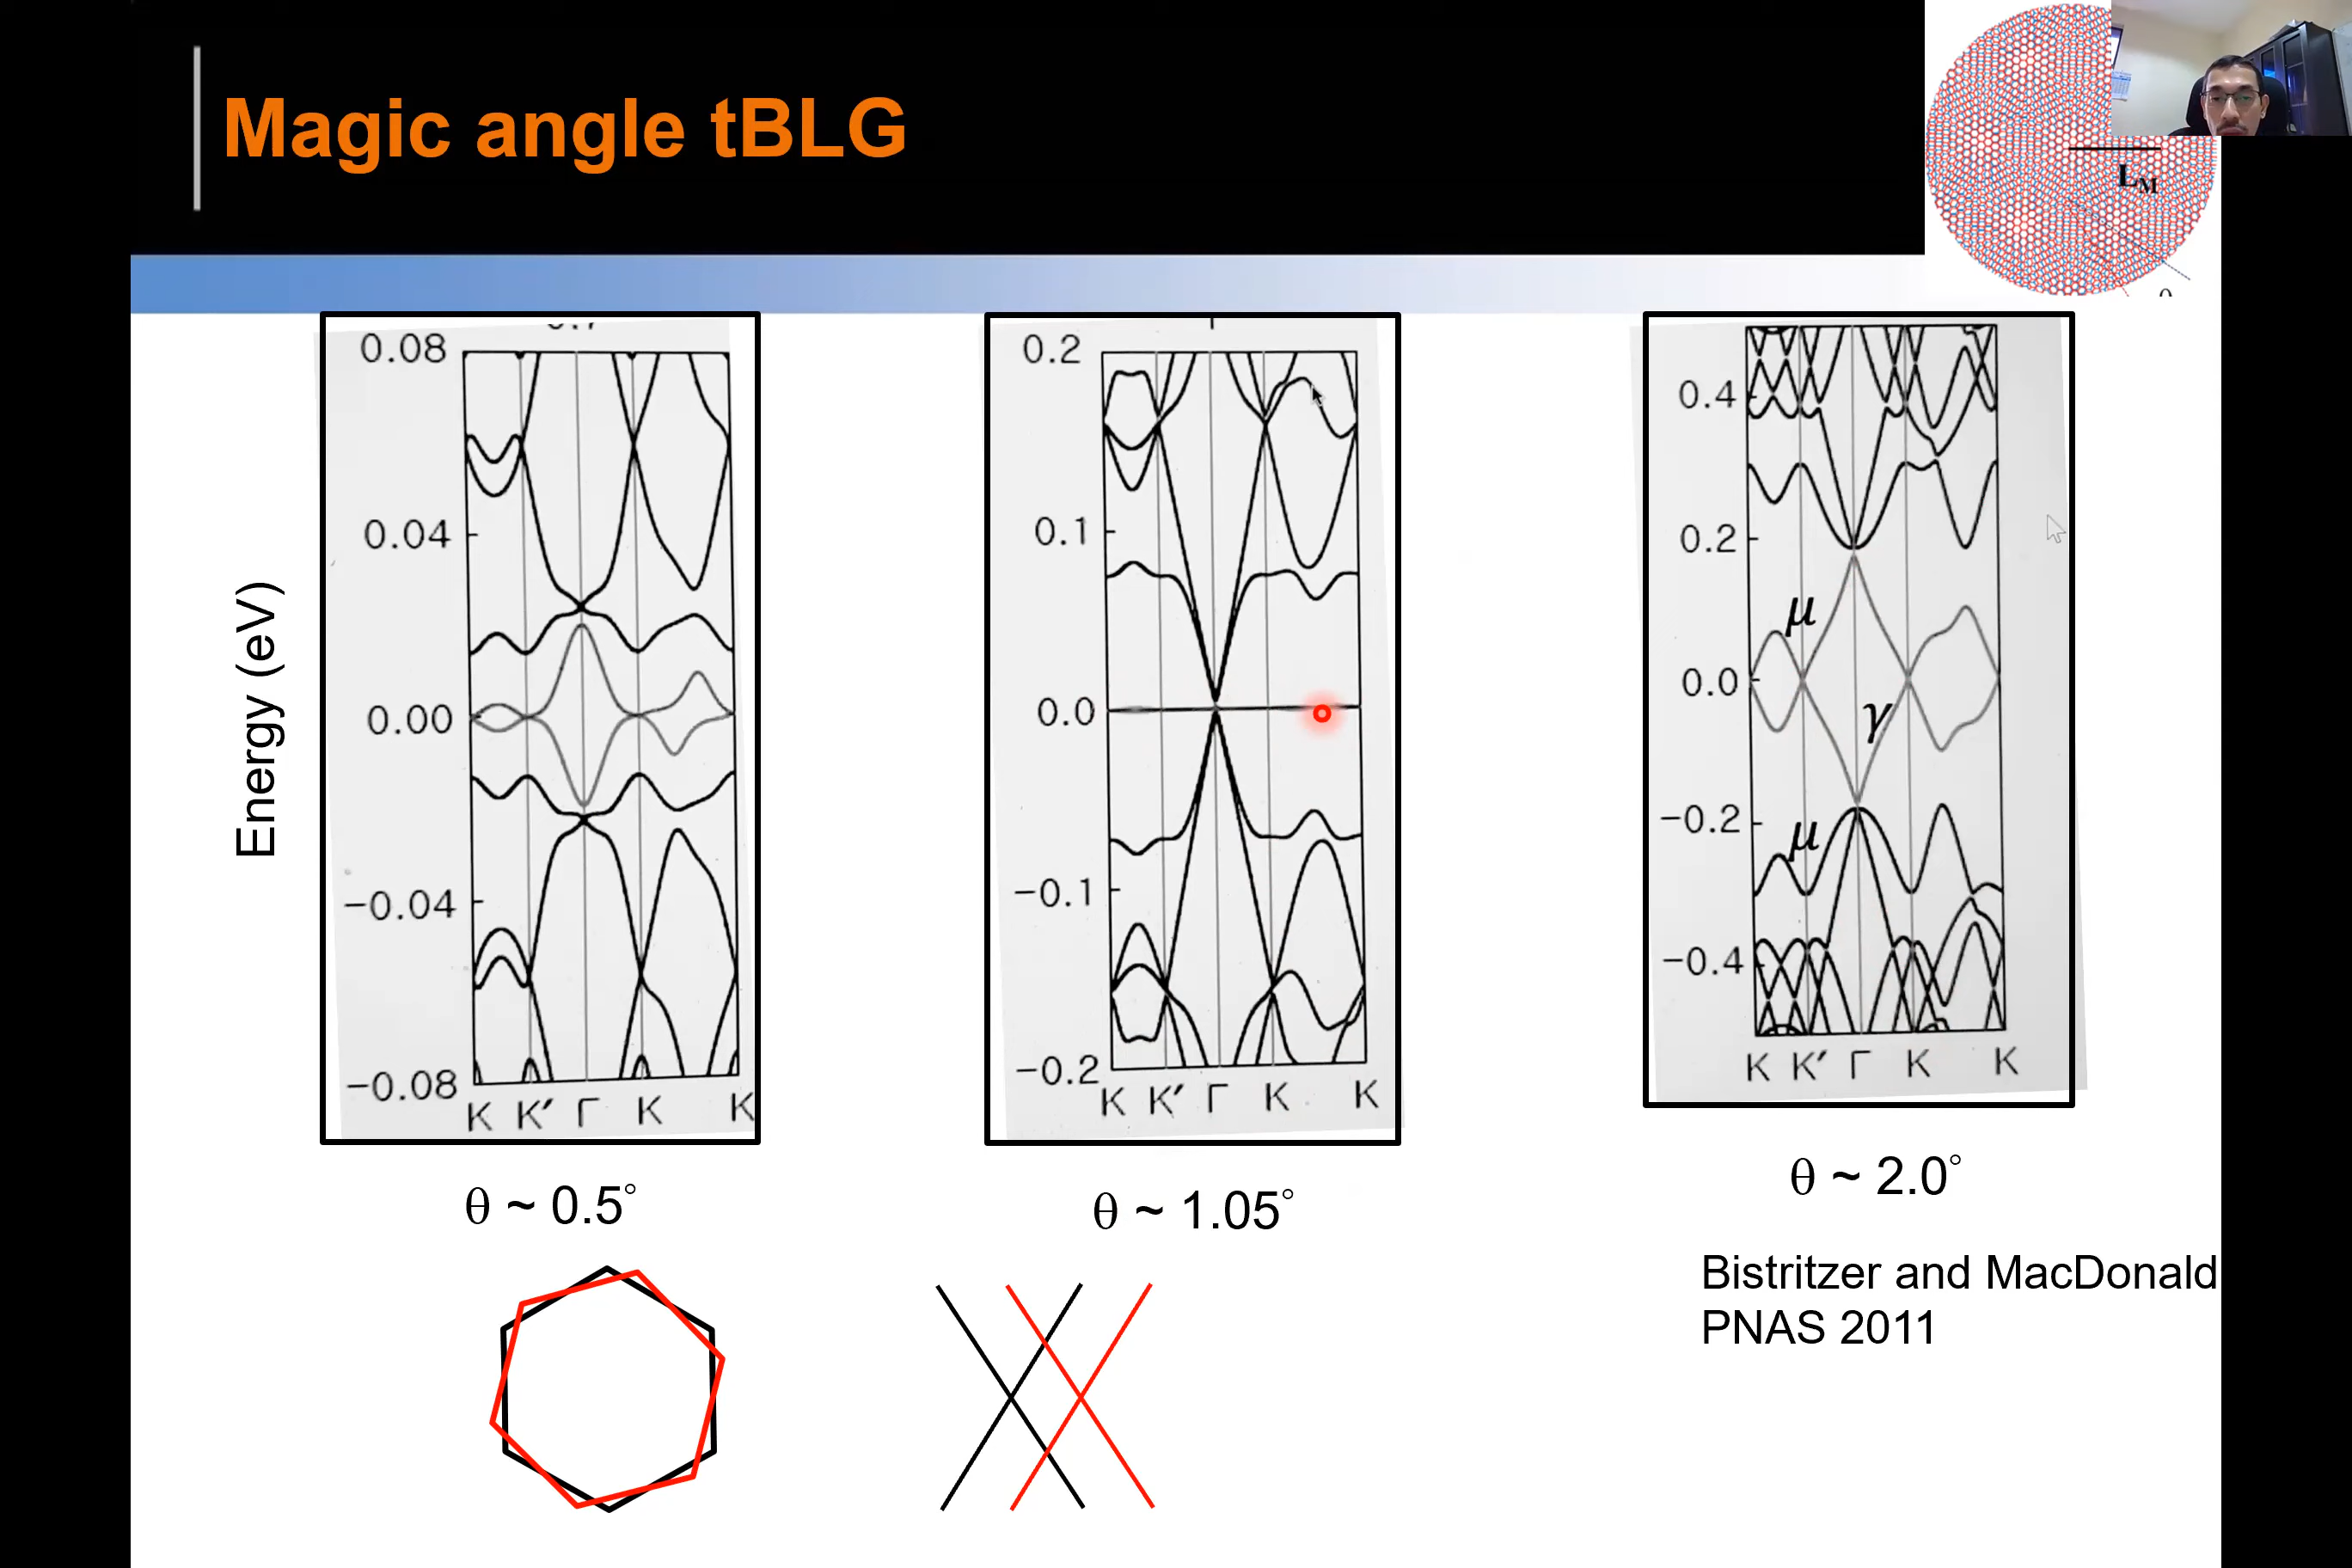 Magic angle tBLG
L_M
θ
Energy (eV)
0.08
0.04
0.00
−0.04
−0.08
K K′ Γ K K
θ ~ 0.5°
0.2
0.1
0.0
−0.1
−0.2
K K′ Γ K K
θ ~ 1.05°
0.4
0.2
0.0
−0.2
−0.4
μ
γ
μ
K K′ Γ K K
θ ~ 2.0°
Bistritzer and MacDonald
PNAS 2011